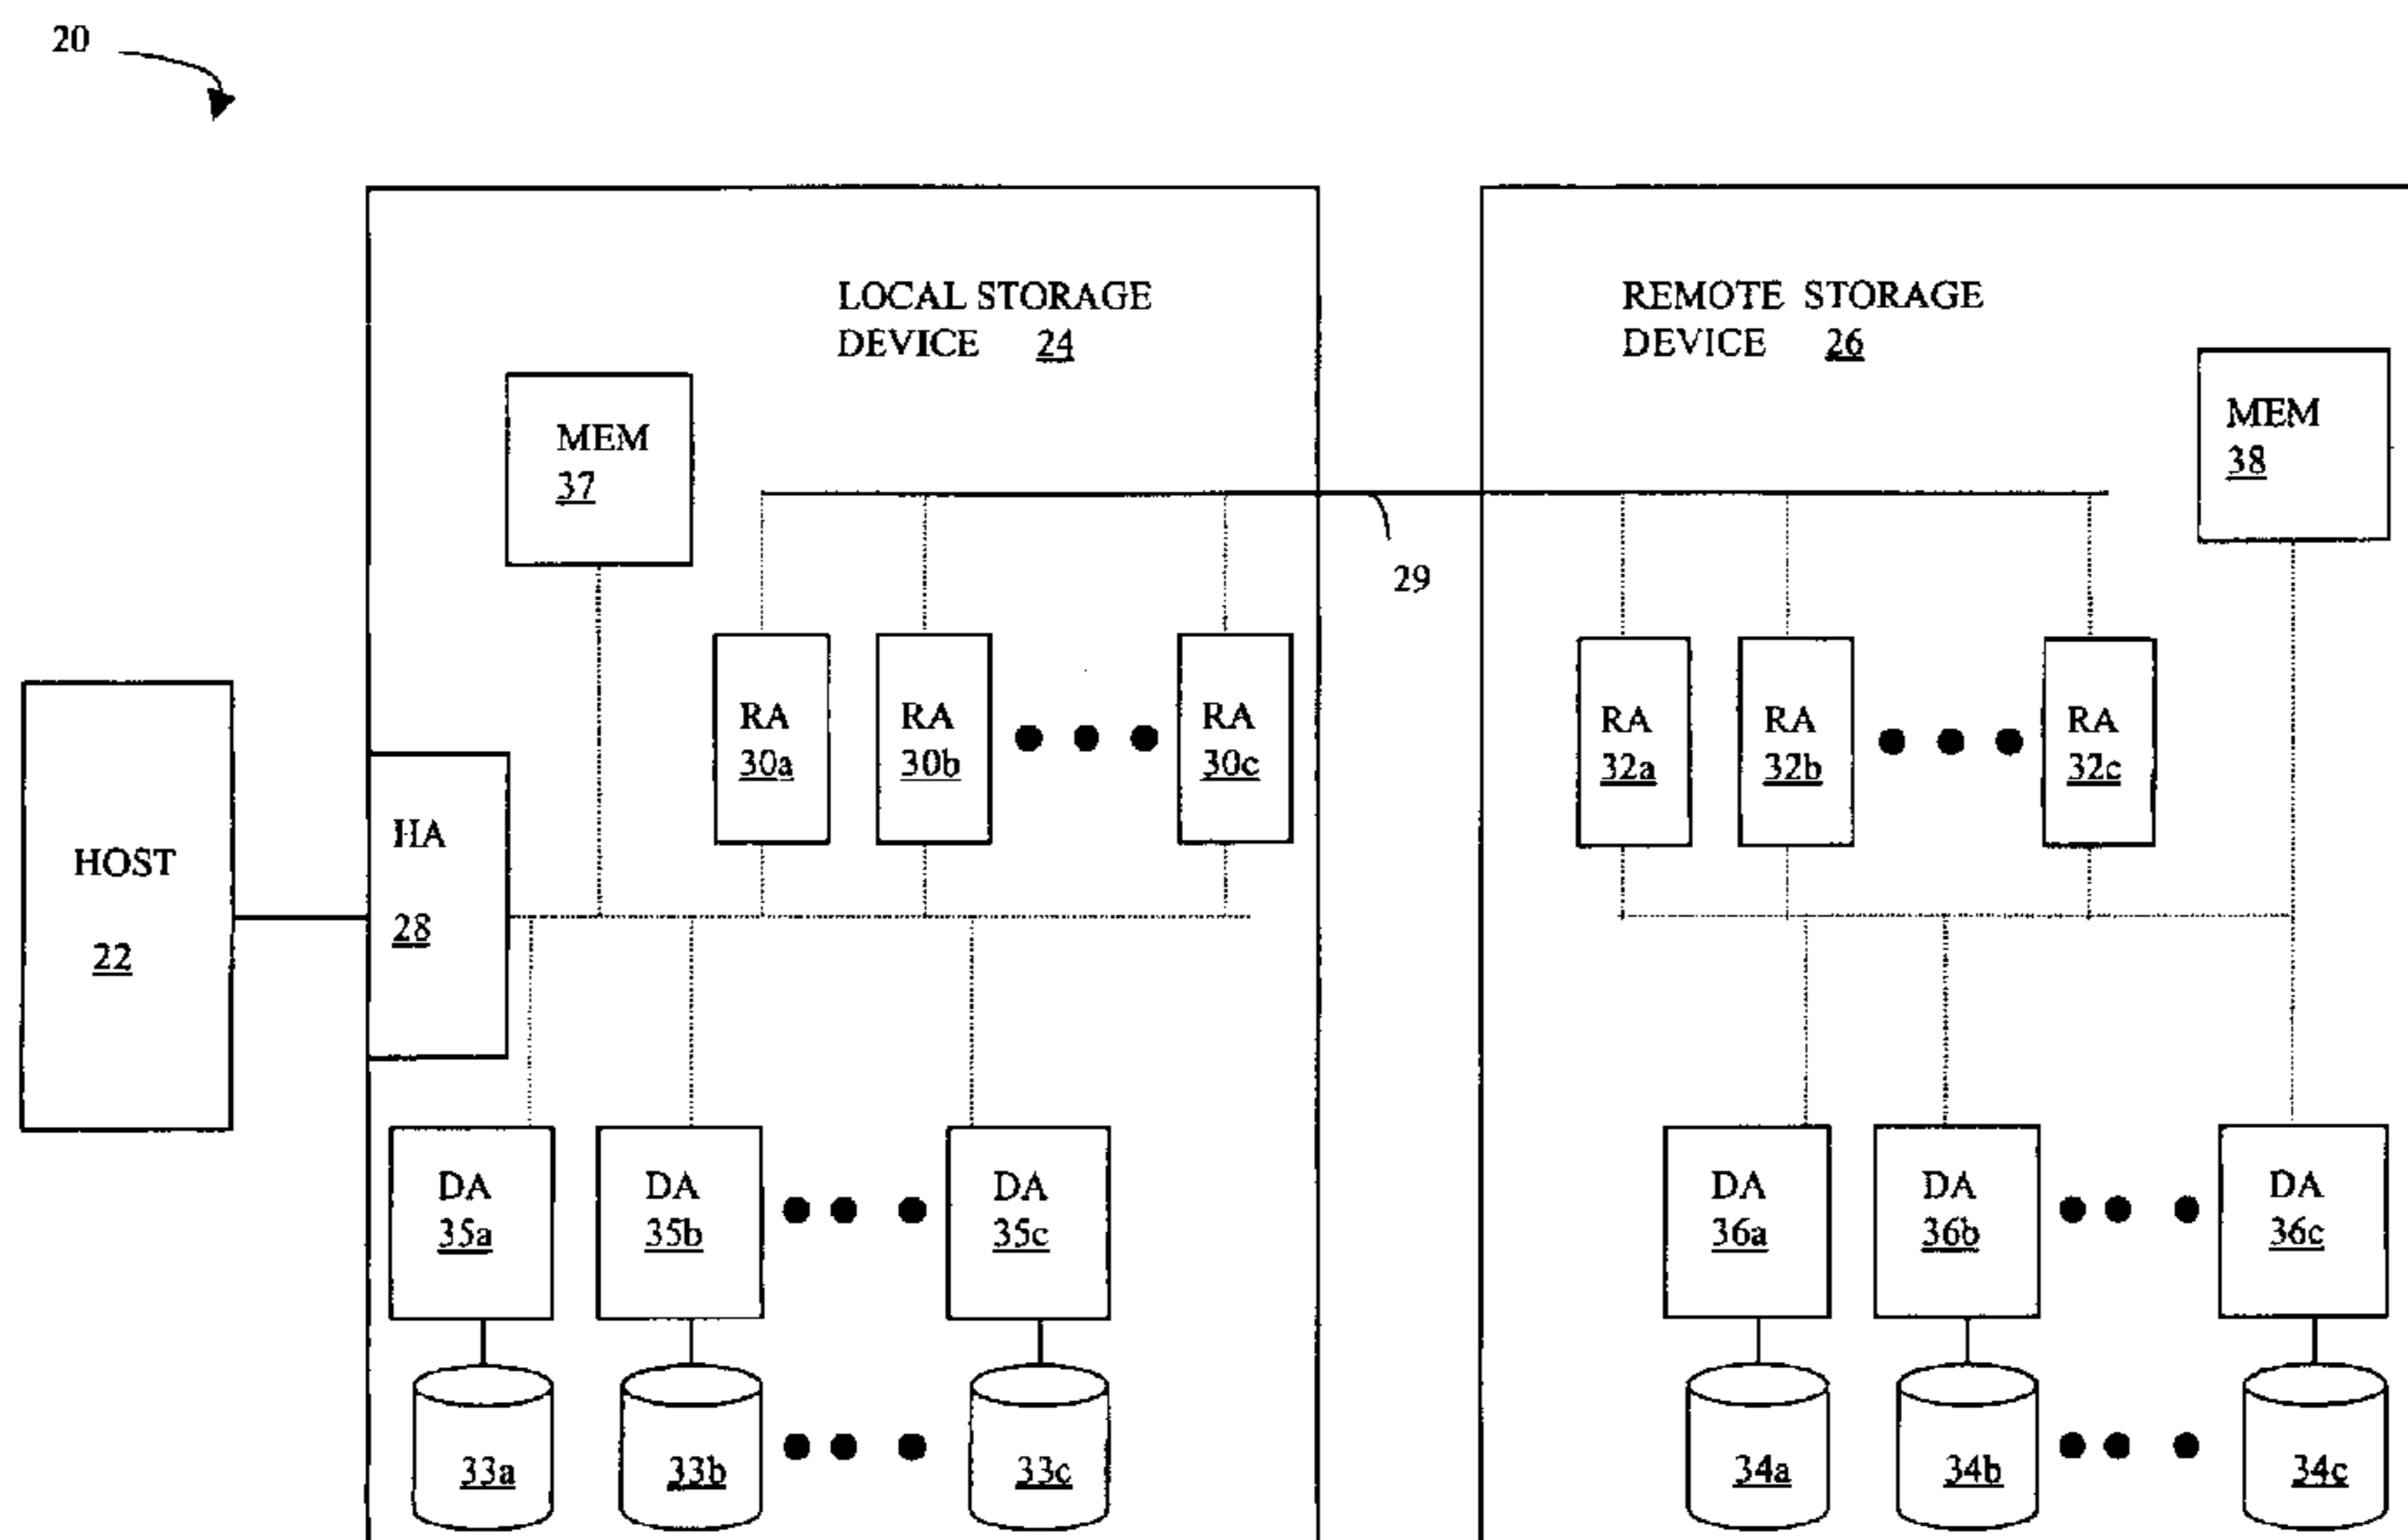 20
LOCAL STORAGE
DEVICE 24
REMOTE STORAGE
DEVICE 26
MEM
37
MEM
38
29
RA
30a
RA
30b
RA
30c
RA
32a
RA
32b
RA
32c
HOST
22
HA
28
DA
35a
DA
35b
DA
35c
DA
36a
DA
36b
DA
36c
33a
33b
33c
34a
34b
34c